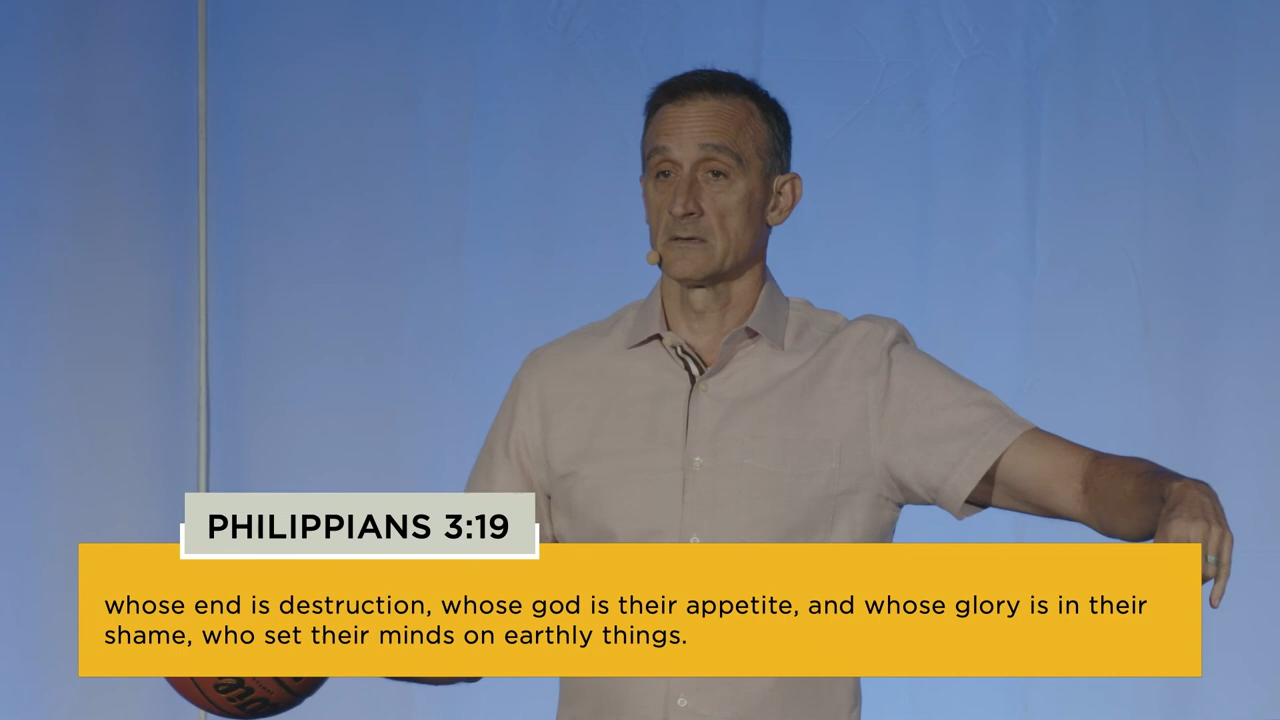 PHILIPPIANS 3:19
whose end is destruction, whose god is their appetite, and whose glory is in their
shame, who set their minds on earthly things.